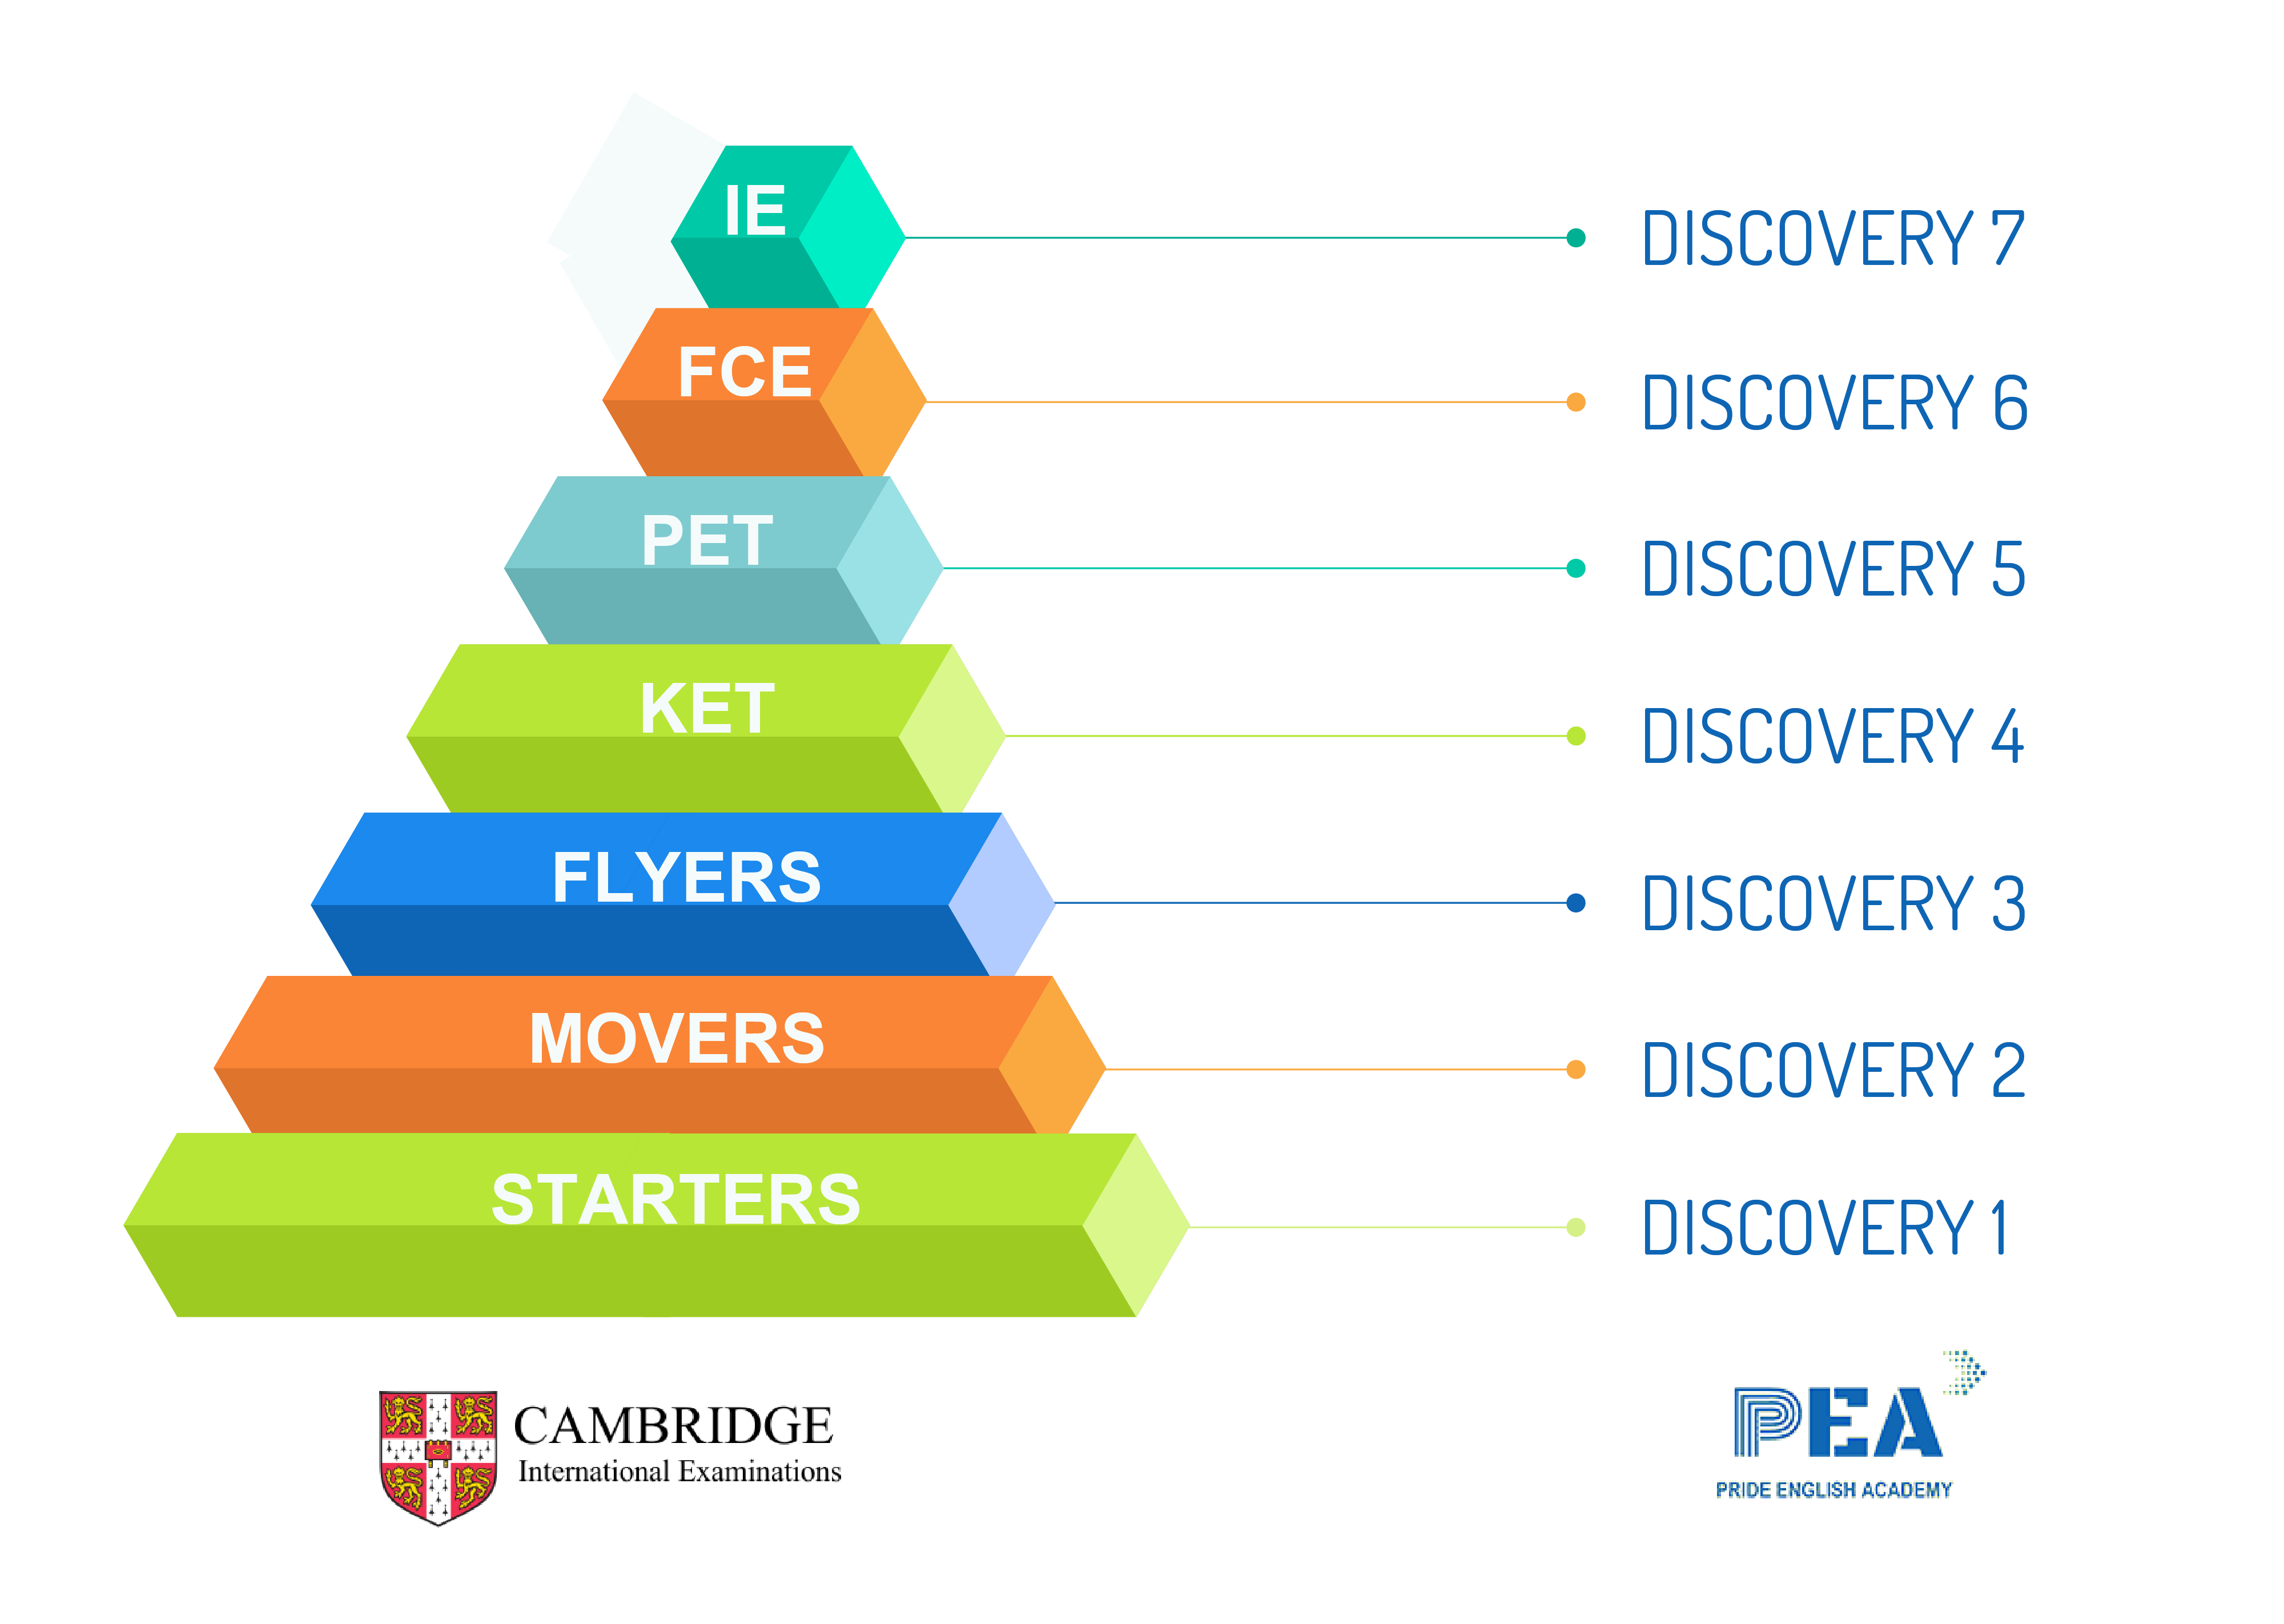 IE
DISCOVERY 7
FCE
DISCOVERY 6
PET
DISCOVERY 5
KET
DISCOVERY 4
FLYERS
DISCOVERY 3
MOVERS
DISCOVERY 2
STARTERS
DISCOVERY 1
CAMBRIDGE
International Examinations
PEA
PRIDE ENGLISH ACADEMY